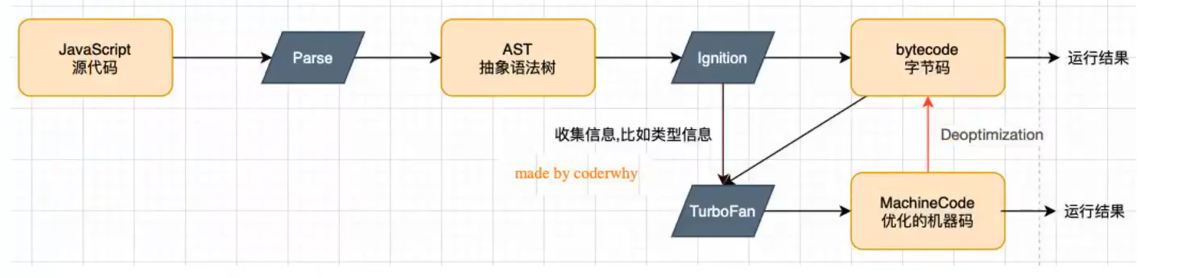 JavaScript
源代码
Parse
AST
抽象语法树
Ignition
bytecode
字节码
运行结果
收集信息,比如类型信息
Deoptimization
made by coderwhy
TurboFan
MachineCode
优化的机器码
运行结果